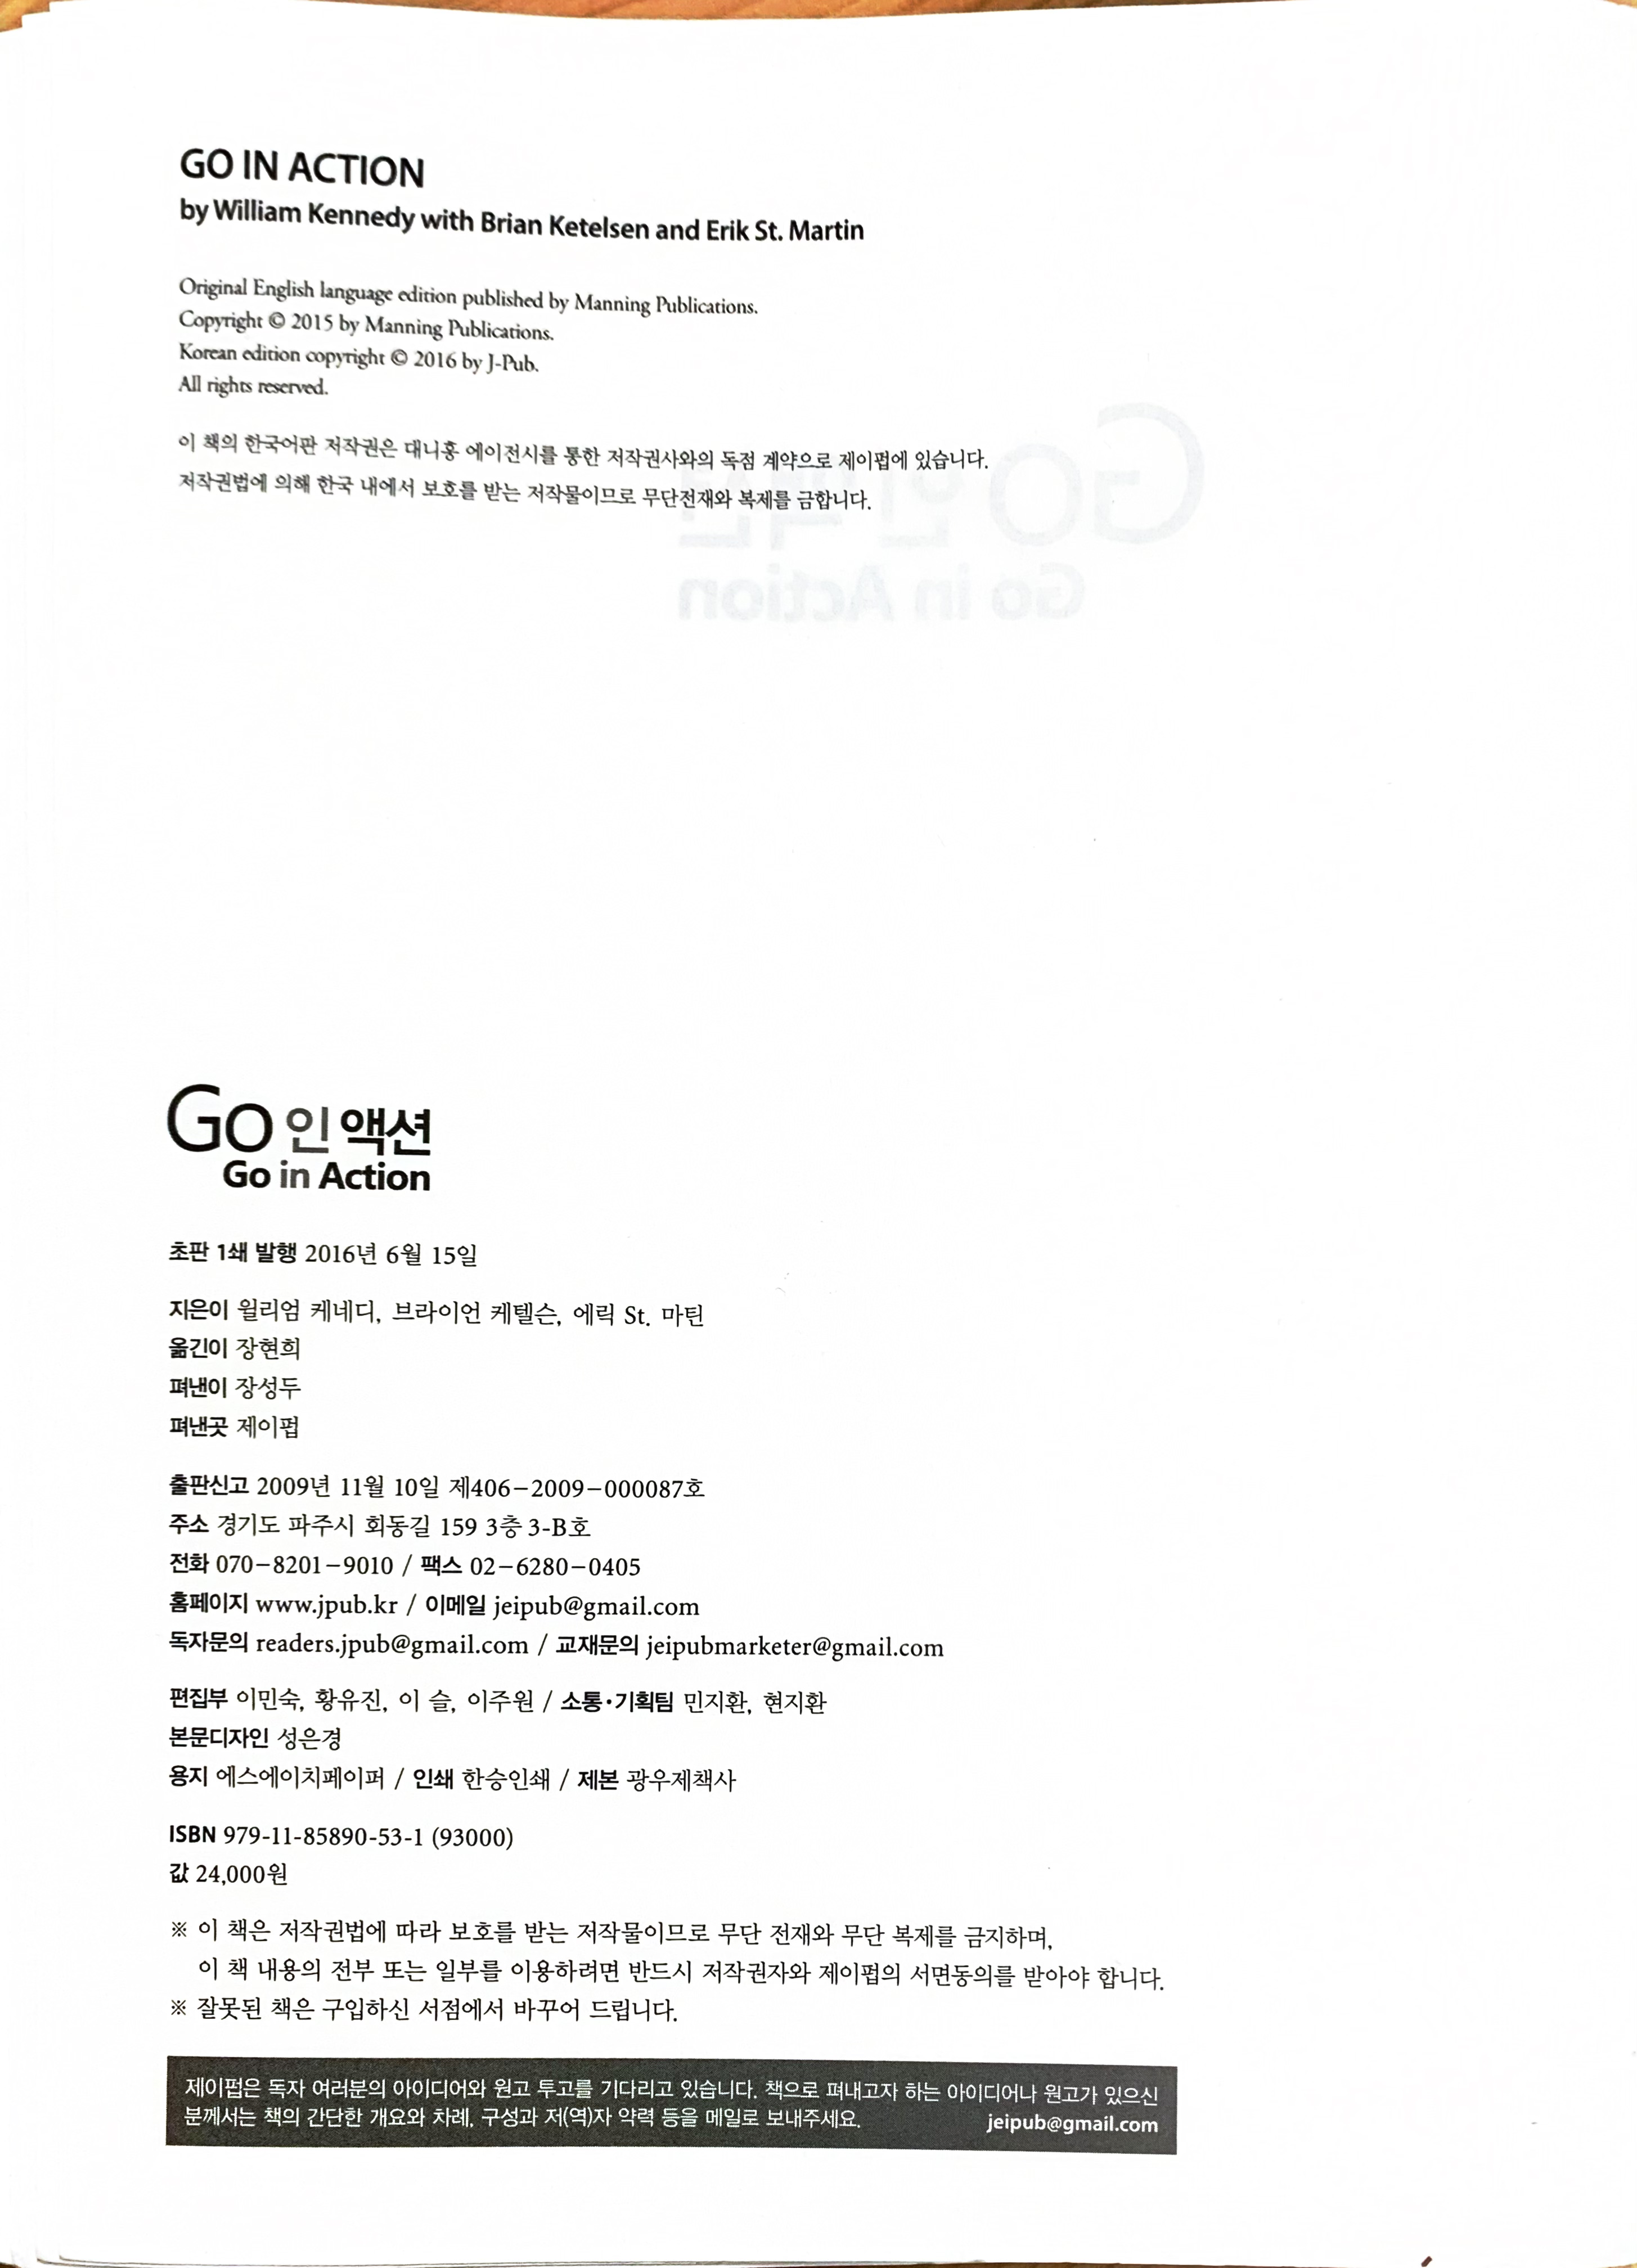 GO IN ACTION
by William Kennedy with Brian Ketelsen and Erik St. Martin
Original English language edition published by Manning Publications.
Copyright © 2015 by Manning Publications.
Korean edition copyright © 2016 by J-Pub.
All rights reserved.
이 책의 한국어판 저작권은 대니홍 에이전시를 통한 저작권사와의 독점 계약으로 제이펍에 있습니다.
저작권법에 의해 한국 내에서 보호를 받는 저작물이므로 무단전재와 복제를 금합니다.
Go 인 액션
Go in Action
초판 1쇄 발행 2016년 6월 15일
지은이 윌리엄 케네디, 브라이언 케텔슨, 에릭 St. 마틴
옮긴이 장현희
펴낸이 장성두
펴낸곳 제이펍
출판신고 2009년 11월 10일 제406-2009-000087호
주소 경기도 파주시 회동길 159 3층 3-B호
전화 070-8201-9010 / 팩스 02-6280-0405
홈페이지 www.jpub.kr / 이메일 jeipub@gmail.com
독자문의 readers.jpub@gmail.com / 교재문의 jeipubmarketer@gmail.com
편집부 이민숙, 황유진, 이 슬, 이주원 / 소통·기획팀 민지환, 현지환
본문디자인 성은경
용지 에스에이치페이퍼 / 인쇄 한승인쇄 / 제본 광우제책사
ISBN 979-11-85890-53-1 (93000)
값 24,000원
※ 이 책은 저작권법에 따라 보호를 받는 저작물이므로 무단 전재와 무단 복제를 금지하며,
이 책 내용의 전부 또는 일부를 이용하려면 반드시 저작권자와 제이펍의 서면동의를 받아야 합니다.
※ 잘못된 책은 구입하신 서점에서 바꾸어 드립니다.
제이펍은 독자 여러분의 아이디어와 원고 투고를 기다리고 있습니다. 책으로 펴내고자 하는 아이디어나 원고가 있으신
분께서는 책의 간단한 개요와 차례, 구성과 저(역)자 약력 등을 메일로 보내주세요. jeipub@gmail.com